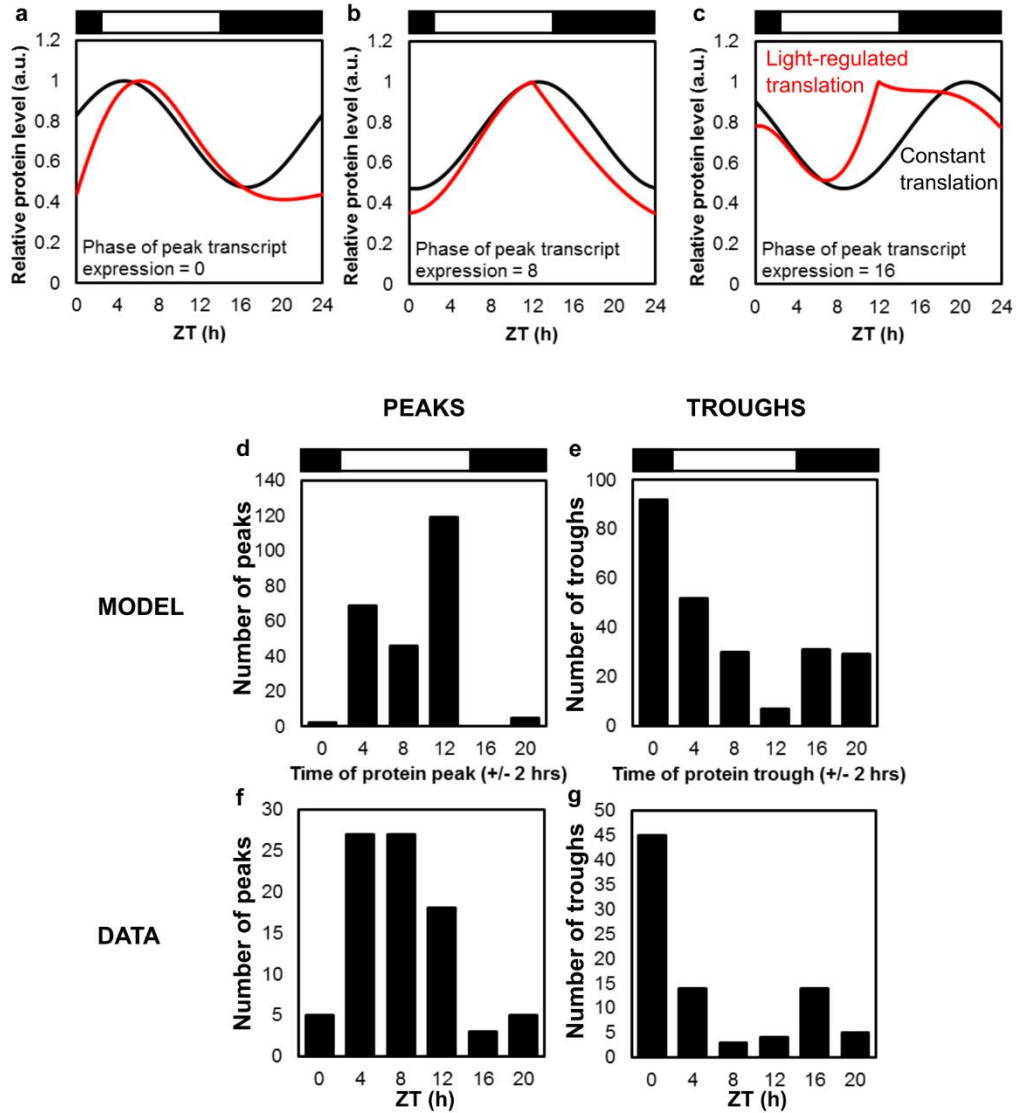 a
b
c
Relative protein level (a.u.)
1.2
1
0.8
0.6
0.4
0.2
0
Phase of peak transcript
expression = 0
0 4 8 12 16 20 24
ZT (h)
Relative protein level (a.u.)
1.2
1
0.8
0.6
0.4
0.2
0
Phase of peak transcript
expression = 8
0 4 8 12 16 20 24
ZT (h)
Relative protein level (a.u.)
1.2
1
0.8
0.6
0.4
0.2
0
Light-regulated
translation
Constant
translation
Phase of peak transcript
expression = 16
0 4 8 12 16 20 24
ZT (h)
PEAKS
TROUGHS
MODEL
d
Number of peaks
140
120
100
80
60
40
20
0
0 4 8 12 16 20
Time of protein peak (+/- 2 hrs)
e
Number of troughs
100
80
60
40
20
0
0 4 8 12 16 20
Time of protein trough (+/- 2 hrs)
DATA
f
Number of peaks
30
25
20
15
10
5
0
0 4 8 12 16 20
ZT (h)
g
Number of troughs
50
45
40
35
30
25
20
15
10
5
0
0 4 8 12 16 20
ZT (h)